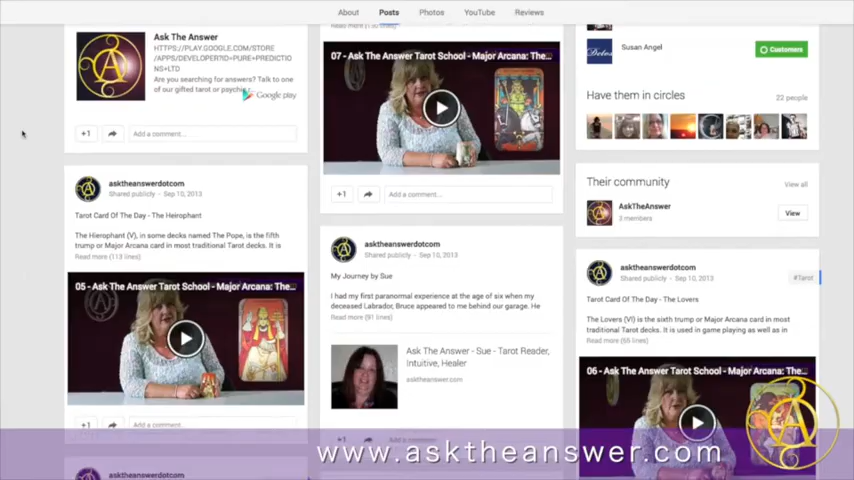 About Posts Photos YouTube Reviews
Ask The Answer
HTTPS://PLAY.GOOGLE.COM/STORE
/APPS/DEVELOPER?ID=PURE+PREDICTIO
NS+LTD
Are you searching for answers? Talk to one
of our gifted tarot or psychic
Google play
+1 Add a comment...
asktheanswerdotcom
Shared publicly - Sep 10, 2013
Tarot Card Of The Day - The Heirophant
The Hierophant (V), in some decks named The Pope, is the fifth
trump or Major Arcana card in most traditional Tarot decks. It is
Read more (113 lines)
05 - Ask The Answer Tarot School - Major Arcana: The...
+1 Add a comment...
asktheanswerdotcom
Read more
07 - Ask The Answer Tarot School - Major Arcana: The...
+1 Add a comment...
asktheanswerdotcom
Shared publicly - Sep 10, 2013
My Journey by Sue
I had my first paranormal experience at the age of six when my
deceased Labrador, Bruce appeared to me behind our garage. He
Read more (91 lines)
Ask The Answer - Sue - Tarot Reader,
Intuitive, Healer
asktheanswer.com
+1 Add a comment...
Susan Angel
Customers
Have them in circles
22 people
Their community
View all
AskTheAnswer
View
members
asktheanswerdotcom
Shared publicly - Sep 10, 2013
#Tarot
Tarot Card Of The Day - The Lovers
The Lovers (VI) is the sixth trump or Major Arcana card in most
traditional Tarot decks. It is used in game playing as well as in
06 - Ask The Answer Tarot School - Major Arcana: The...
www.asktheanswer.com